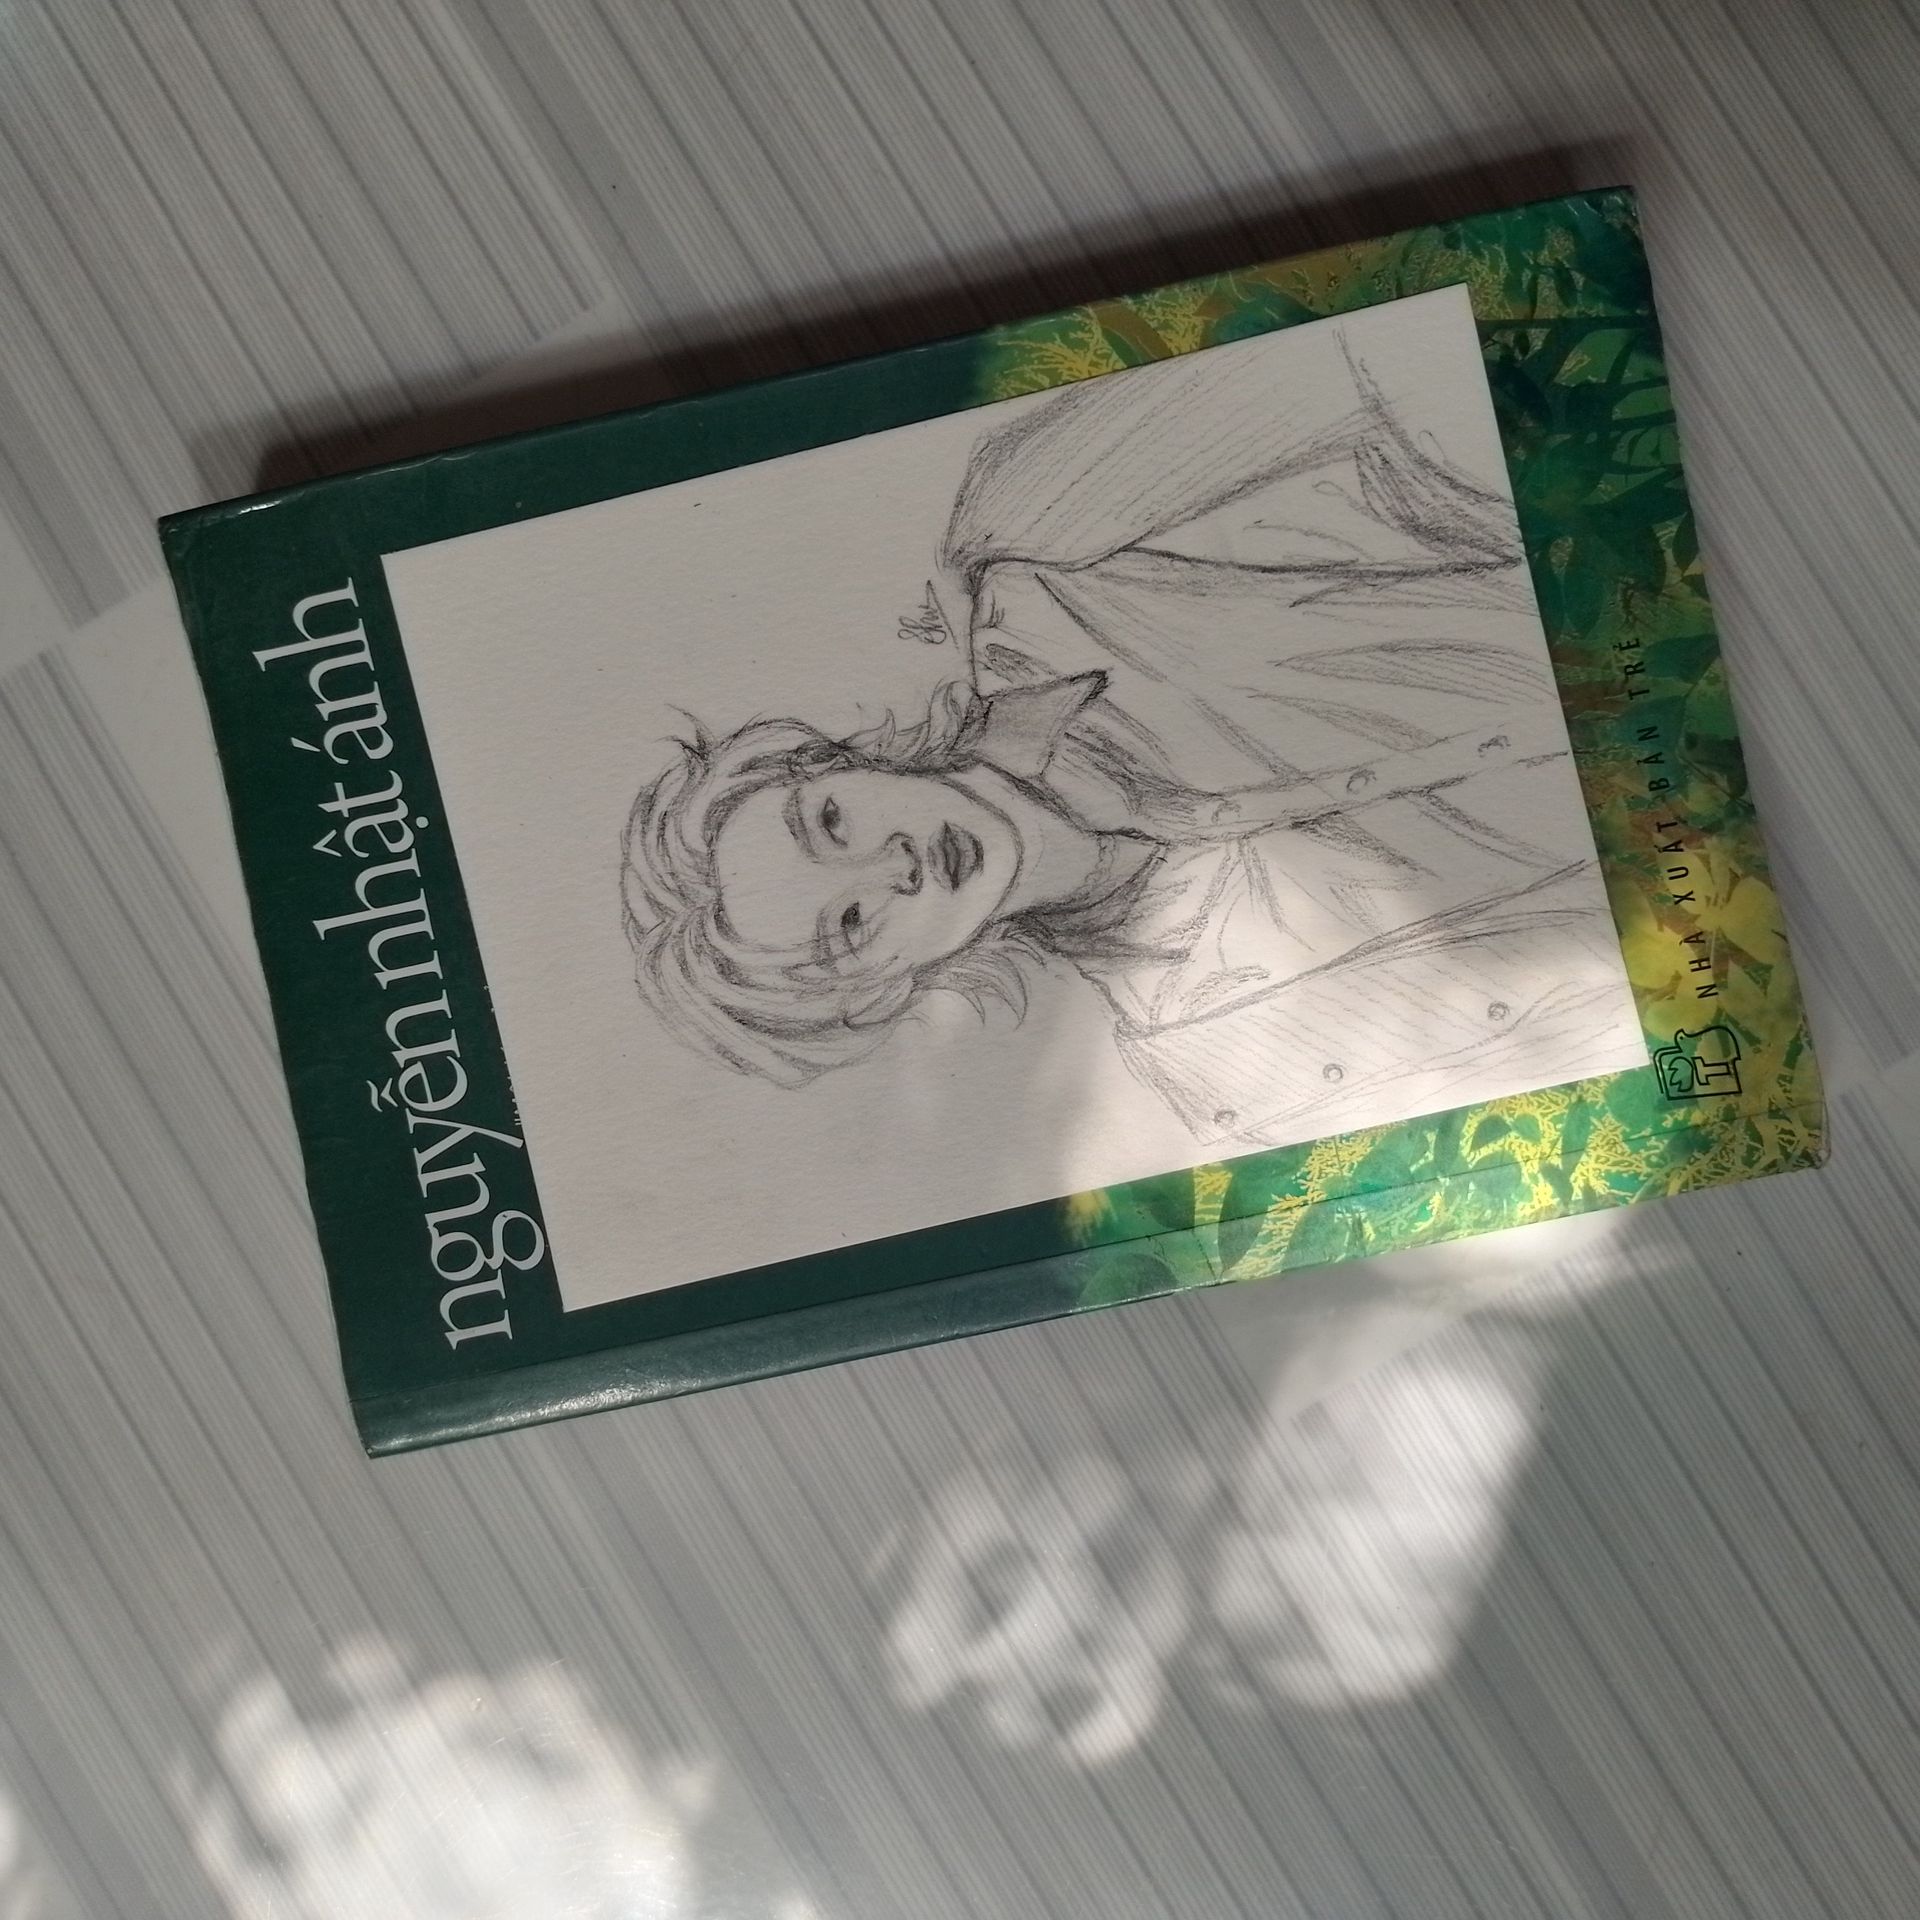 nguyễn nhật ánh
NHÀ XUẤT BẢN TRẺ